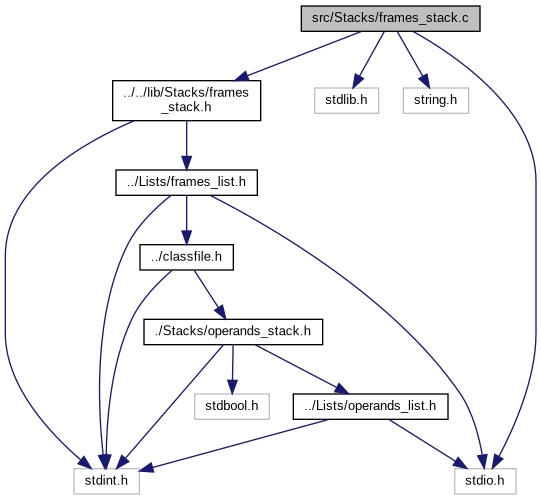 src/Stacks/frames_stack.c
../../lib/Stacks/frames
_stack.h
stdlib.h
string.h
../Lists/frames_list.h
../classfile.h
./Stacks/operands_stack.h
stdbool.h
../Lists/operands_list.h
stdint.h
stdio.h